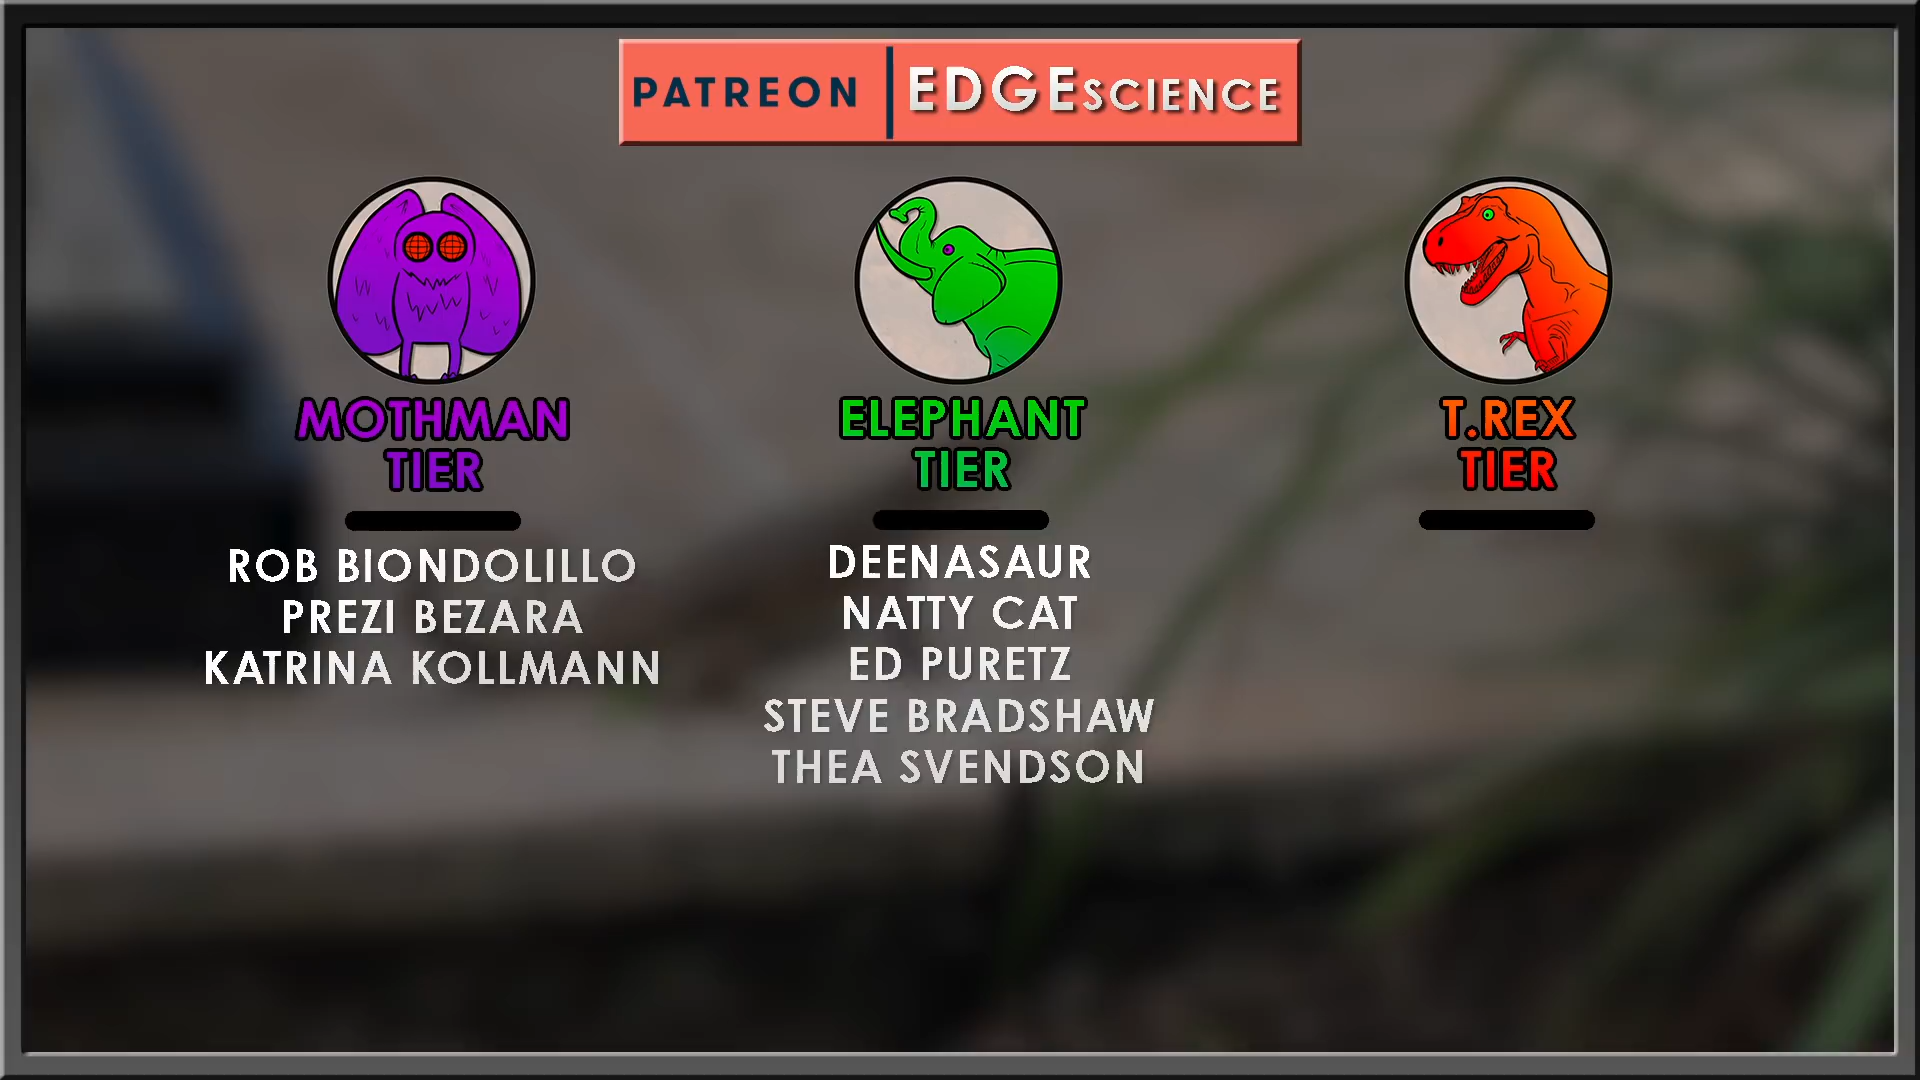 PATREON | EDGESCIENCE
MOTHMAN
TIER
ROB BIONDOLILLO
PREZI BEZARA
KATRINA KOLLMANN
ELEPHANT
TIER
DEENASAUR
NATTY CAT
ED PURETZ
STEVE BRADSHAW
THEA SVENDSON
T.REX
TIER